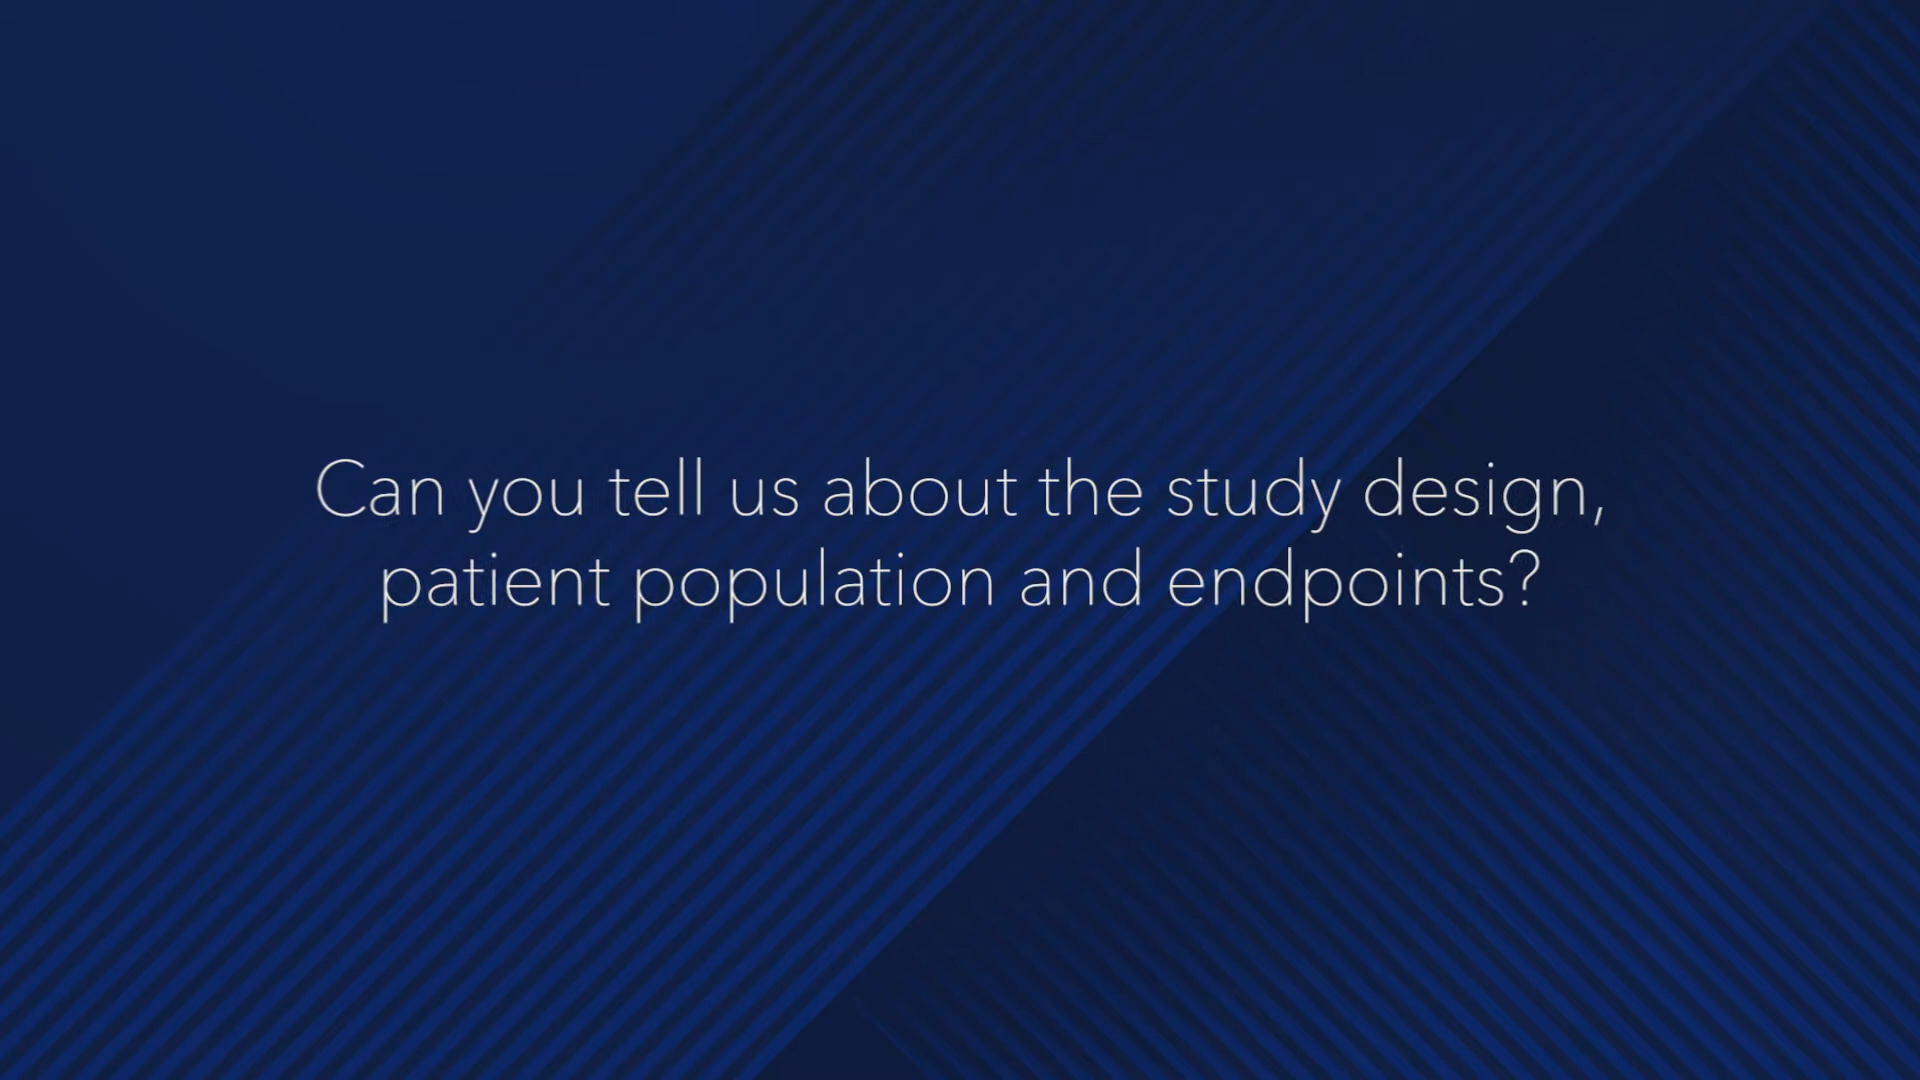 Can you tell us about the study design,
patient population and endpoints?